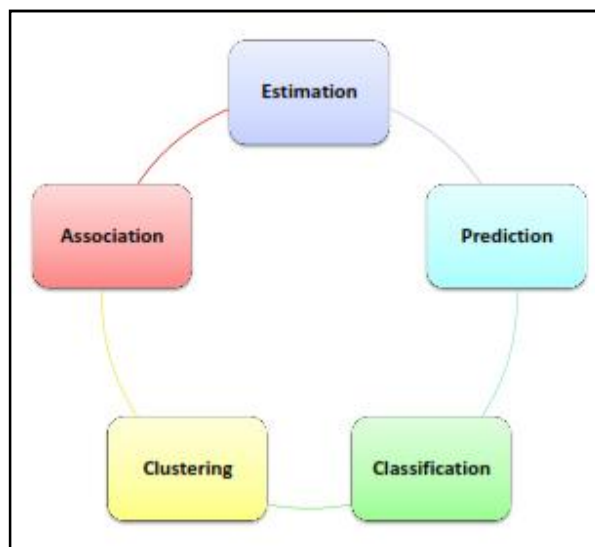 Estimation
Prediction
Classification
Clustering
Association